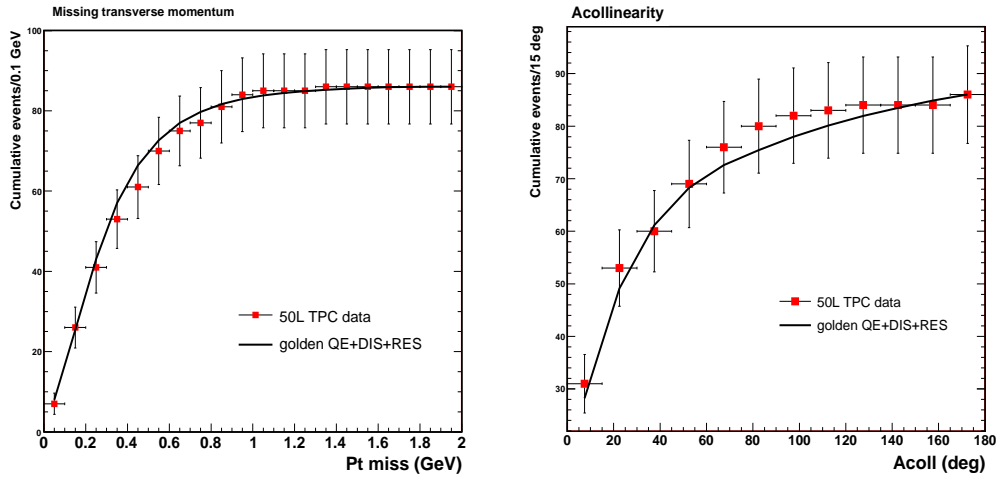 Missing transverse momentum
Cumulative events/0.1 GeV
100
80
60
40
20
0
0 0.2 0.4 0.6 0.8 1 1.2 1.4 1.6 1.8 2
Pt miss (GeV)
50L TPC data
golden QE+DIS+RES
Acollinearity
Cumulative events/15 deg
90
80
70
60
50
40
30
0 20 40 60 80 100 120 140 160 180
Acoll (deg)
50L TPC data
golden QE+DIS+RES